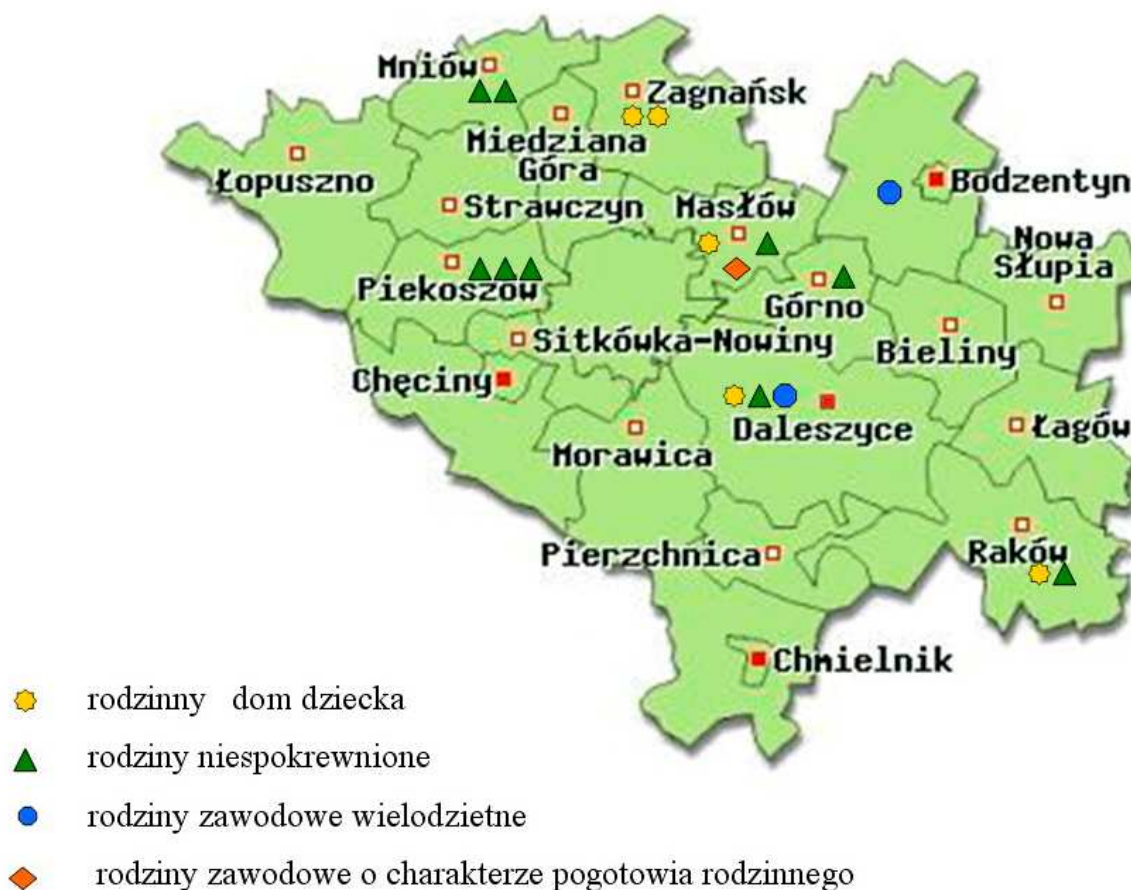 Mniów
Zagnańsk
Miedziana
Góra
Łopuszno
Bodzentyn
Strawczyn
Masłów
Nowa
Słupia
Piekoszów
Górno
Sitkówka-Nowiny
Bieliny
Chęciny
Daleszyce
Łagów
Morawica
Pierzchnica
Raków
Chmielnik
rodzinny dom dziecka
rodziny niespokrewnione
rodziny zawodowe wielodzietne
rodziny zawodowe o charakterze pogotowia rodzinnego